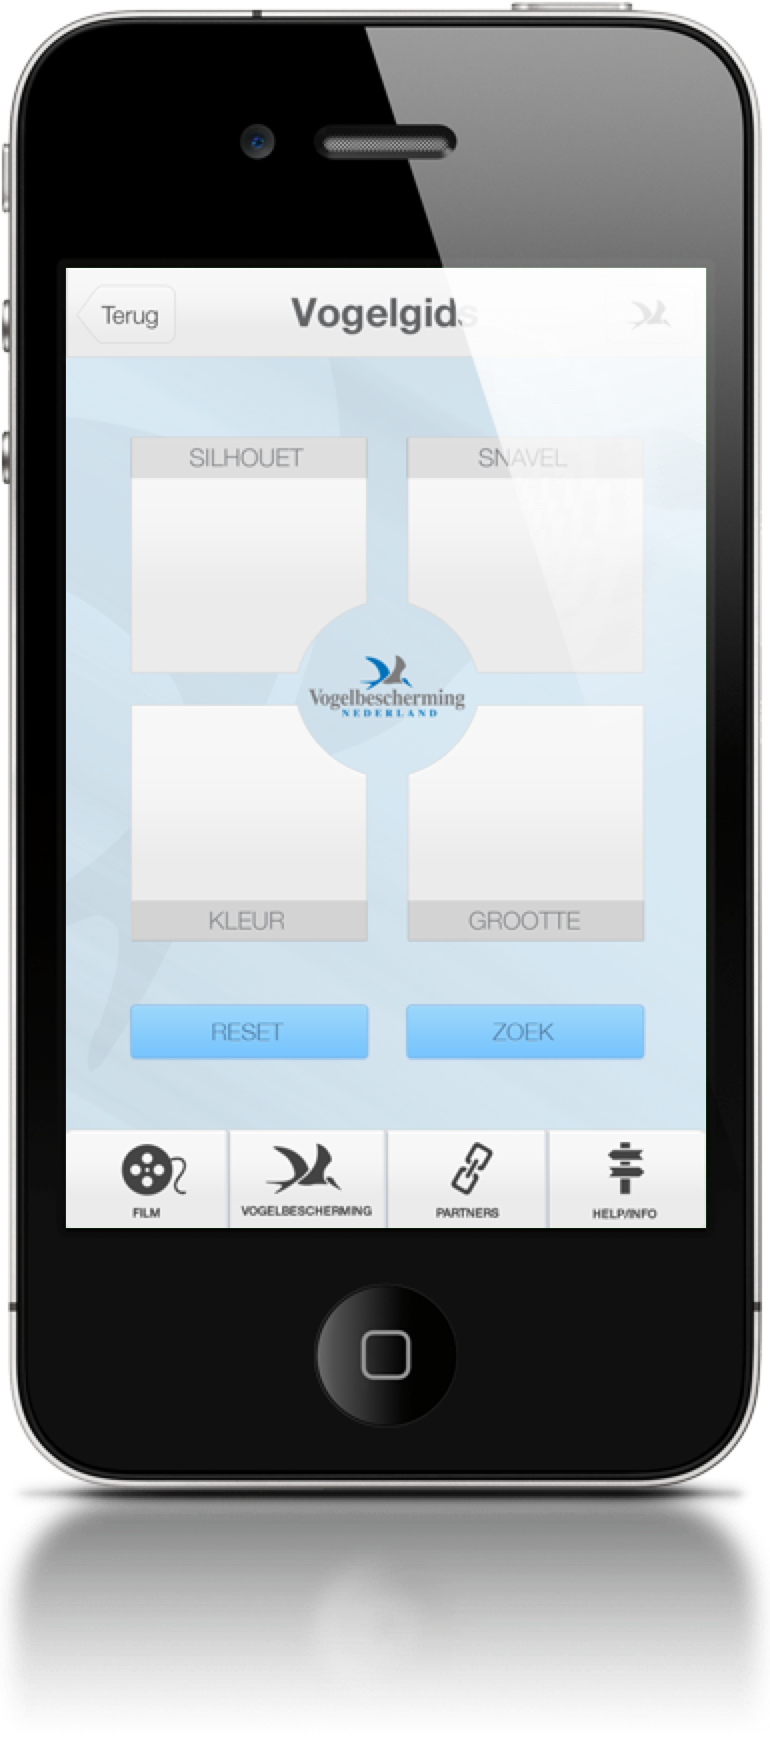 Terug
Vogelgids
SILHOUET
SNAVEL
Vogelbescherming
NEDERLAND
KLEUR
GROOTTE
RESET
ZOEK
FILM
VOGELBESCHERMING
PARTNERS
HELP/INFO